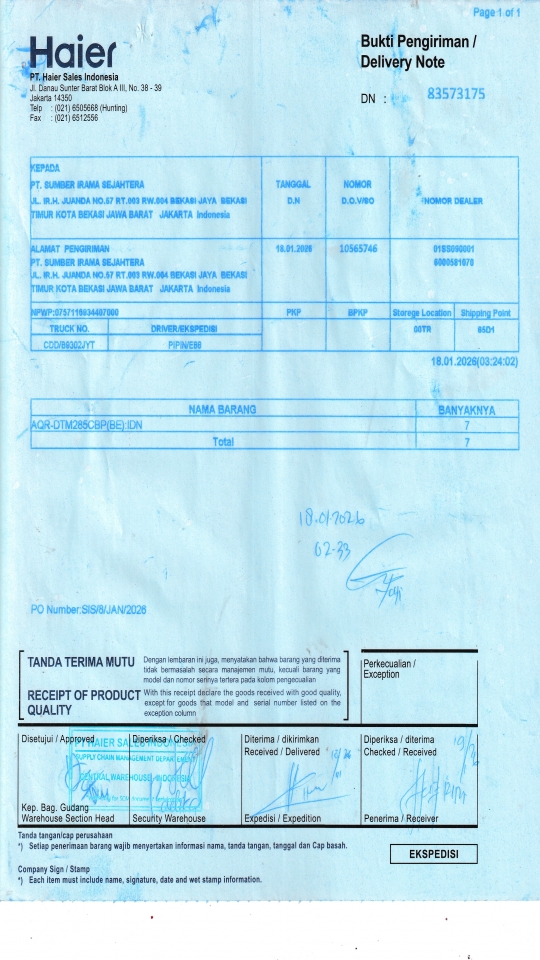 Page 1 of 1
Haier
Bukti Pengiriman /
Delivery Note
PT. Haier Sales Indonesia
Jl. Danau Sunter Barat Blok A III, No. 38 - 39
Jakarta 14350
Telp : (021) 6505668 (Hunting)
Fax : (021) 6512556
DN : 83573175
KEPADA
PT. SUMBER IRAMA SEJAHTERA
JL. IR.H. JUANDA NO.57 RT.003 RW.004 BEKASI JAYA BEKASI
TIMUR KOTA BEKASI JAWA BARAT JAKARTA Indonesia
TANGGAL D.N
NOMOR D.O.V/SO
NOMOR DEALER
ALAMAT PENGIRIMAN
PT. SUMBER IRAMA SEJAHTERA
JL. IR.H. JUANDA NO.57 RT.003 RW.004 BEKASI JAYA BEKASI
TIMUR KOTA BEKASI JAWA BARAT JAKARTA Indonesia
18.01.2026
10565746
NPWP:
PKP
BPKP
Storege Location
Shipping Point
TRUCK NO.
DRIVER/EKSPEDISI
00TR
18.01.2026(03:24:02)
NAMA BARANG
BANYAKNYA
AQR-DTM285CBP(BE):IDN 7
Total 7
18.01.2026
02-33
PO Number:SIS/8/JAN/2026
TANDA TERIMA MUTU
Dengan lembaran ini juga, menyatakan bahwa barang yang diterima
tidak bermasalah secara manajemen mutu, kecuali barang yang
model dan nomor serinya tertera pada kolom pengecualian
RECEIPT OF PRODUCT
QUALITY
With this receipt declare the goods received with good quality,
except for goods that model and serial number listed on the
exception column
Perkecualian /
Exception
Disetujui / Approved
Diperiksa / Checked
Diterima / dikirimkan
Received / Delivered
Diperiksa / diterima
Checked / Received
PT HAIER SALES INDONESIA
SUPPLY CHAIN MANAGEMENT DEPARTEMENT
CENTRAL WAREHOUSE INDONESIA
Kep. Bag. Gudang
Warehouse Section Head
Security Warehouse
Expedisi / Expedition
Penerima / Receiver
Tanda tangan/cap perusahaan
*) Setiap penerimaan barang wajib menyertakan informasi nama, tanda tangan, tanggal dan Cap basah.
EKSPEDISI
Company Sign / Stamp
*) Each item must include name, signature, date and wet stamp information.